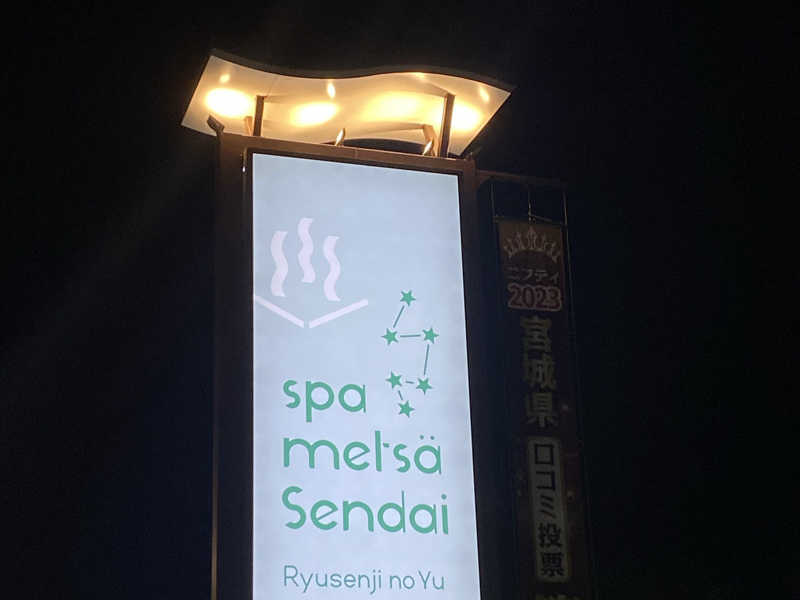 spa
metsä
Sendai
Ryusenji no Yu
ニフティ
2023
宮城県
口コミ投票